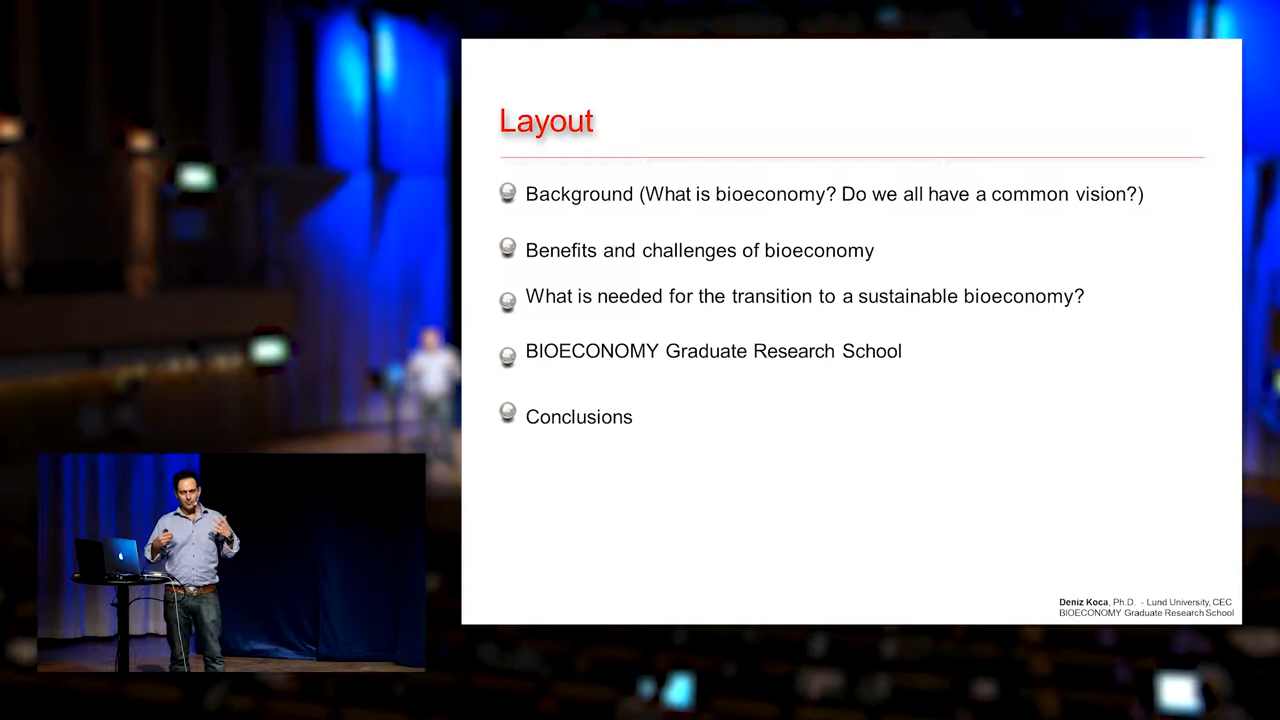 Layout
Background (What is bioeconomy? Do we all have a common vision?)
Benefits and challenges of bioeconomy
What is needed for the transition to a sustainable bioeconomy?
BIOECONOMY Graduate Research School
Conclusions
Deniz Koca, Ph.D. - Lund University, CEC
BIOECONOMY Graduate Research School